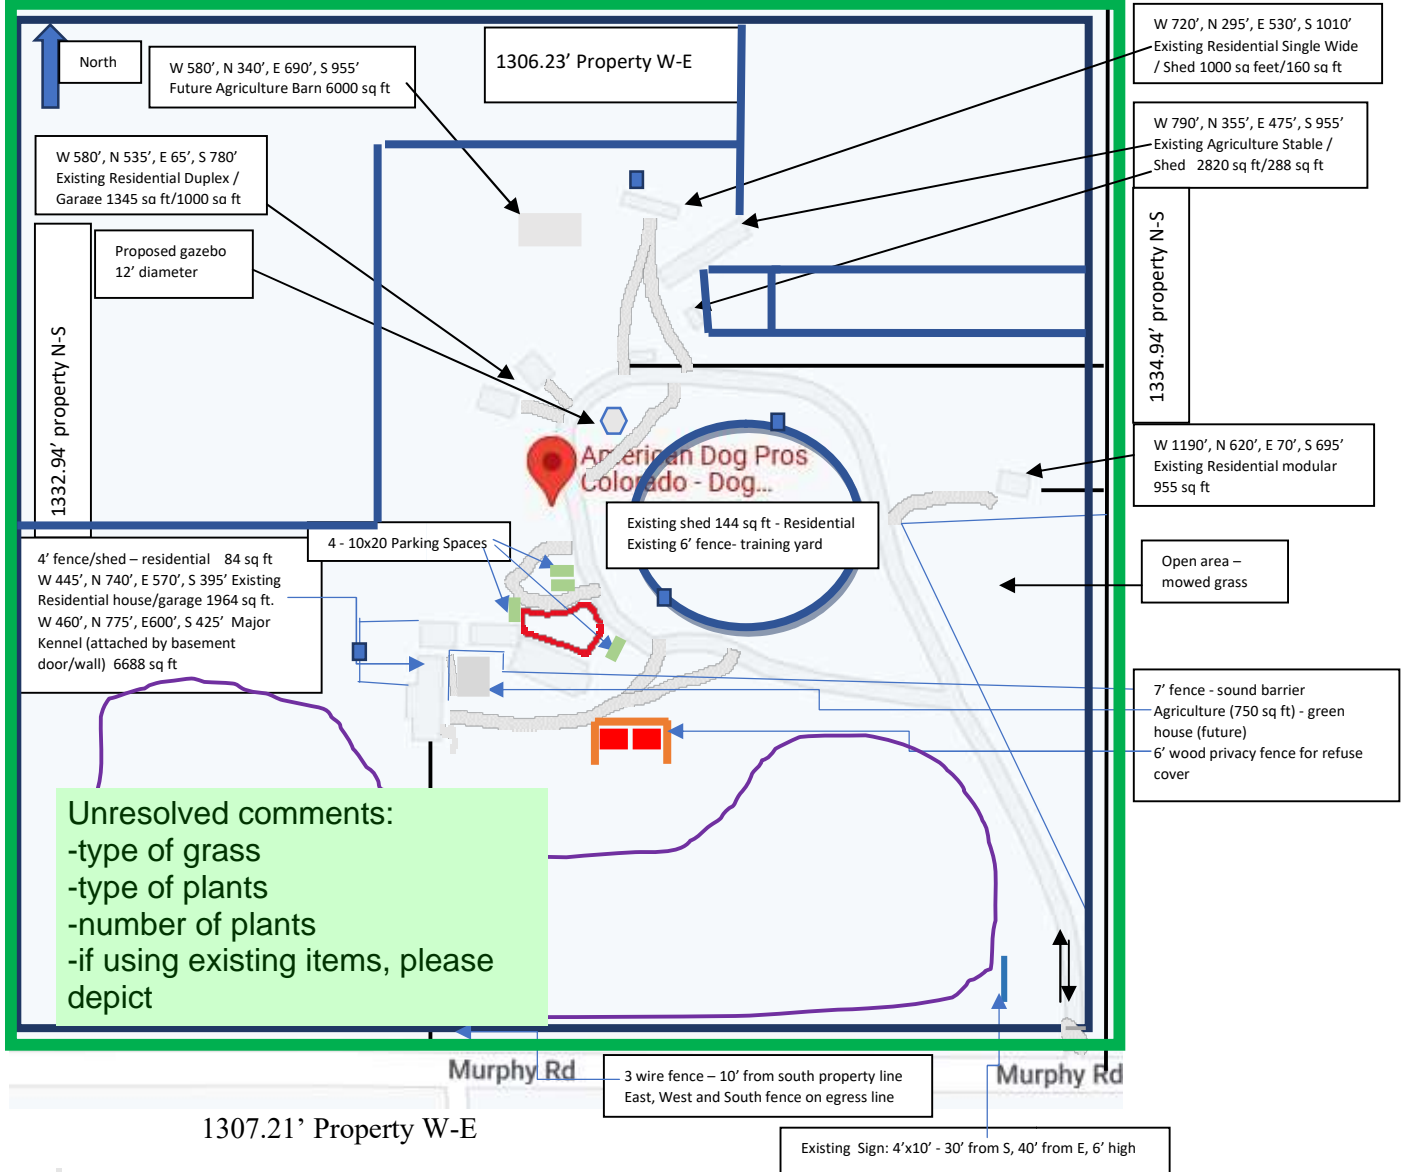 North
W 580’, N 340’, E 690’, S 955’
Future Agriculture Barn 6000 sq ft
1306.23’ Property W-E
W 720’, N 295’, E 530’, S 1010’
Existing Residential Single Wide
/ Shed 1000 sq feet/160 sq ft
W 790’, N 355’, E 475’, S 955’
Existing Agriculture Stable /
Shed 2820 sq ft/288 sq ft
W 580’, N 535’, E 65’, S 780’
Existing Residential Duplex /
Garage 1345 sq ft/1000 sq ft
Proposed gazebo
12’ diameter
1332.94’ property N-S
1334.94’ property N-S
American Dog Pros
Colorado - Dog...
W 1190’, N 620’, E 70’, S 695’
Existing Residential modular
955 sq ft
Existing shed 144 sq ft - Residential
Existing 6’ fence- training yard
4 - 10x20 Parking Spaces
4’ fence/shed – residential 84 sq ft
W 445’, N 740’, E 570’, S 395’ Existing
Residential house/garage 1964 sq ft.
W 460’, N 775’, E600’, S 425’ Major
Kennel (attached by basement
door/wall) 6688 sq ft
Open area –
mowed grass
7’ fence - sound barrier
Agriculture (750 sq ft) - green
house (future)
6’ wood privacy fence for refuse
cover
Unresolved comments:
-type of grass
-type of plants
-number of plants
-if using existing items, please
depict
Murphy Rd
Murphy Rd
3 wire fence – 10’ from south property line
East, West and South fence on egress line
1307.21’ Property W-E
Existing Sign: 4’x10’ - 30’ from S, 40’ from E, 6’ high